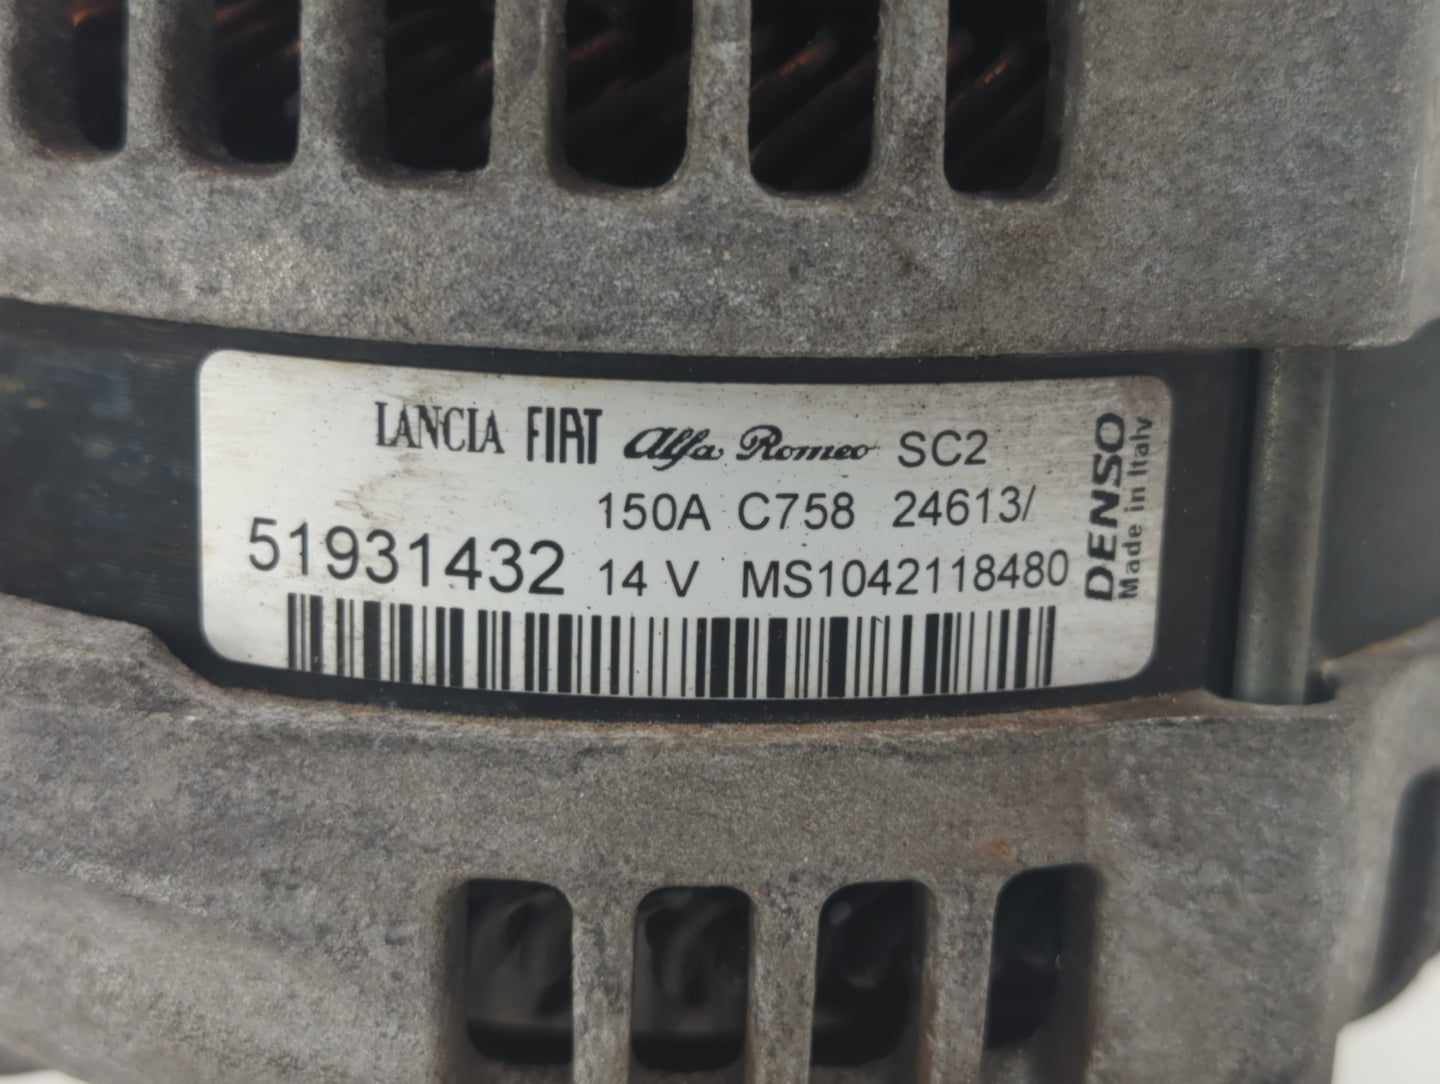 LANCIA FIAT Alfa Romeo SC2
150A C758 24613/
51931432 14 V MS1042118480
DENSO
Made in Italy